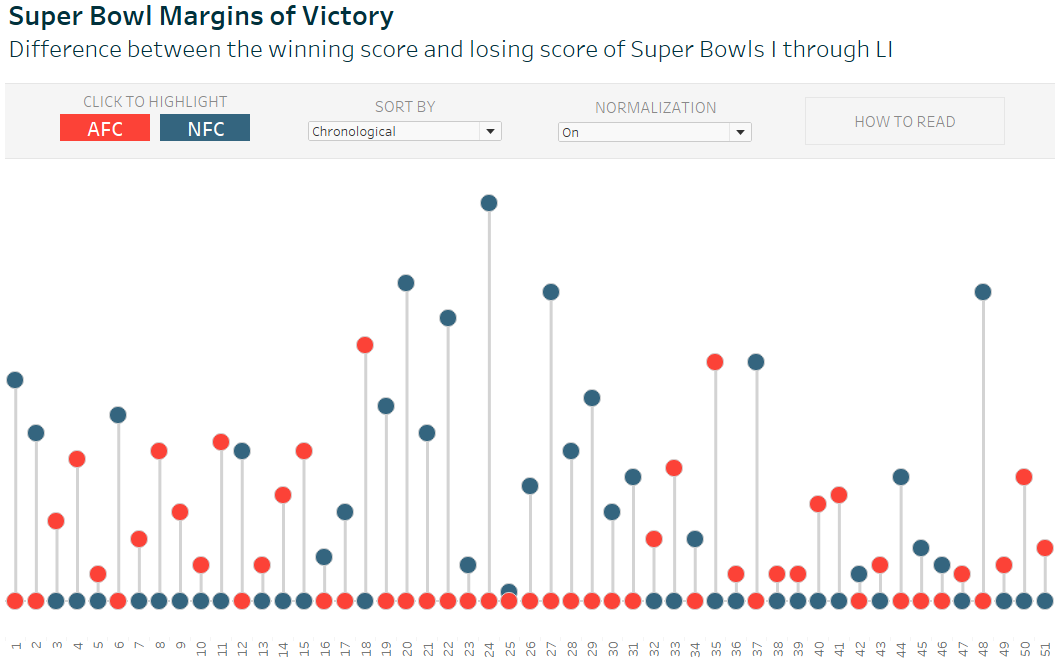 Super Bowl Margins of Victory
Difference between the winning score and losing score of Super Bowls I through LI
CLICK TO HIGHLIGHT
AFC NFC
SORT BY
Chronological
NORMALIZATION
On
HOW TO READ
1 2 3 4 5 6 7 8 9 10 11 12 13 14 15 16 17 18 19 20 21 22 23 24 25 26 27 28 29 30 31 32 33 34 35 36 37 38 39 40 41 42 43 44 45 46 47 48 49 50 51